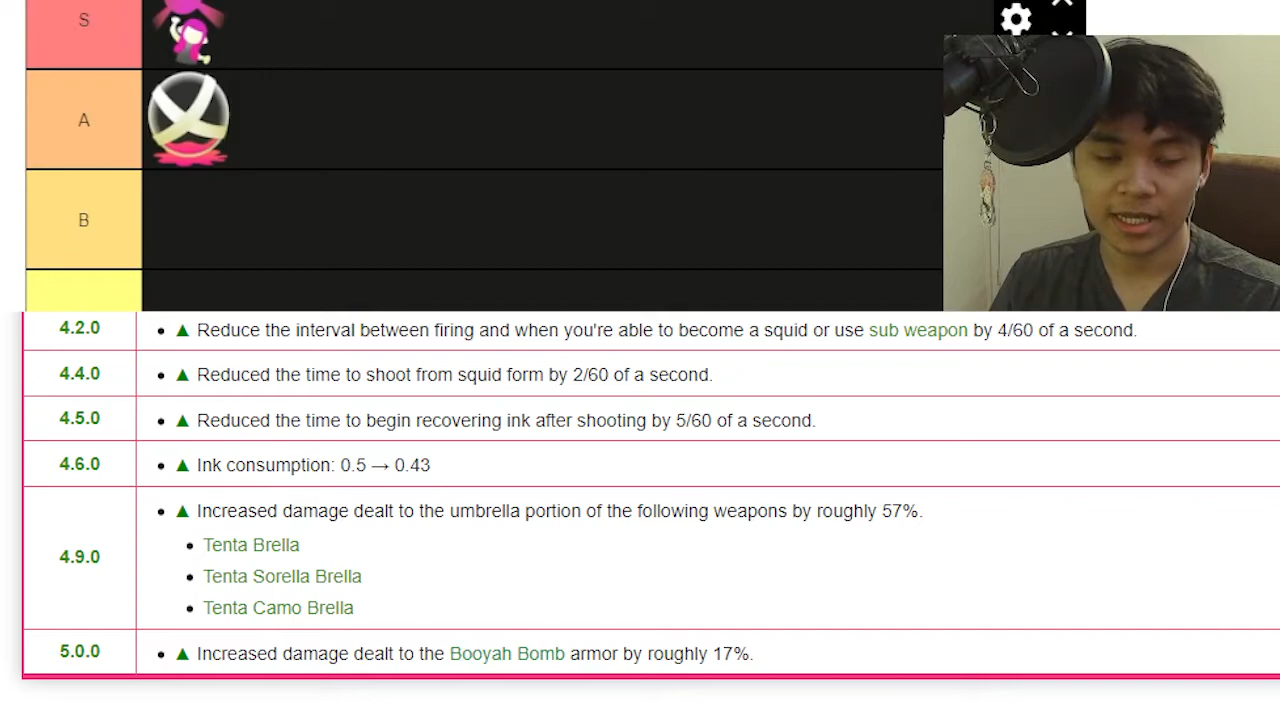 S
A
B
4.2.0
▲ Reduce the interval between firing and when you're able to become a squid or use sub weapon by 4/60 of a second.
4.4.0
▲ Reduced the time to shoot from squid form by 2/60 of a second.
4.5.0
▲ Reduced the time to begin recovering ink after shooting by 5/60 of a second.
4.6.0
▲ Ink consumption: 0.5 → 0.43
4.9.0
▲ Increased damage dealt to the umbrella portion of the following weapons by roughly 57%.
Tenta Brella
Tenta Sorella Brella
Tenta Camo Brella
5.0.0
▲ Increased damage dealt to the Booyah Bomb armor by roughly 17%.